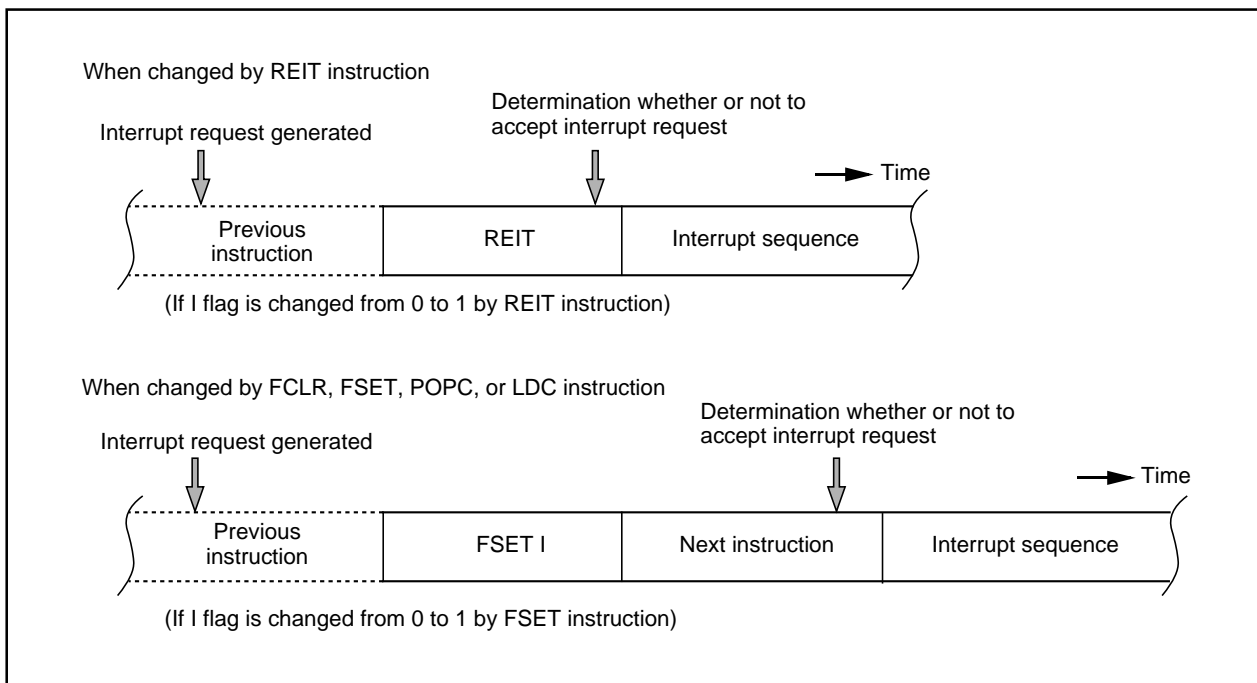 When changed by REIT instruction
Determination whether or not to
accept interrupt request
Interrupt request generated
Time
Previous
instruction
REIT
Interrupt sequence
(If I flag is changed from 0 to 1 by REIT instruction)
When changed by FCLR, FSET, POPC, or LDC instruction
Determination whether or not to
accept interrupt request
Interrupt request generated
Time
Previous
instruction
FSET I
Next instruction
Interrupt sequence
(If I flag is changed from 0 to 1 by FSET instruction)